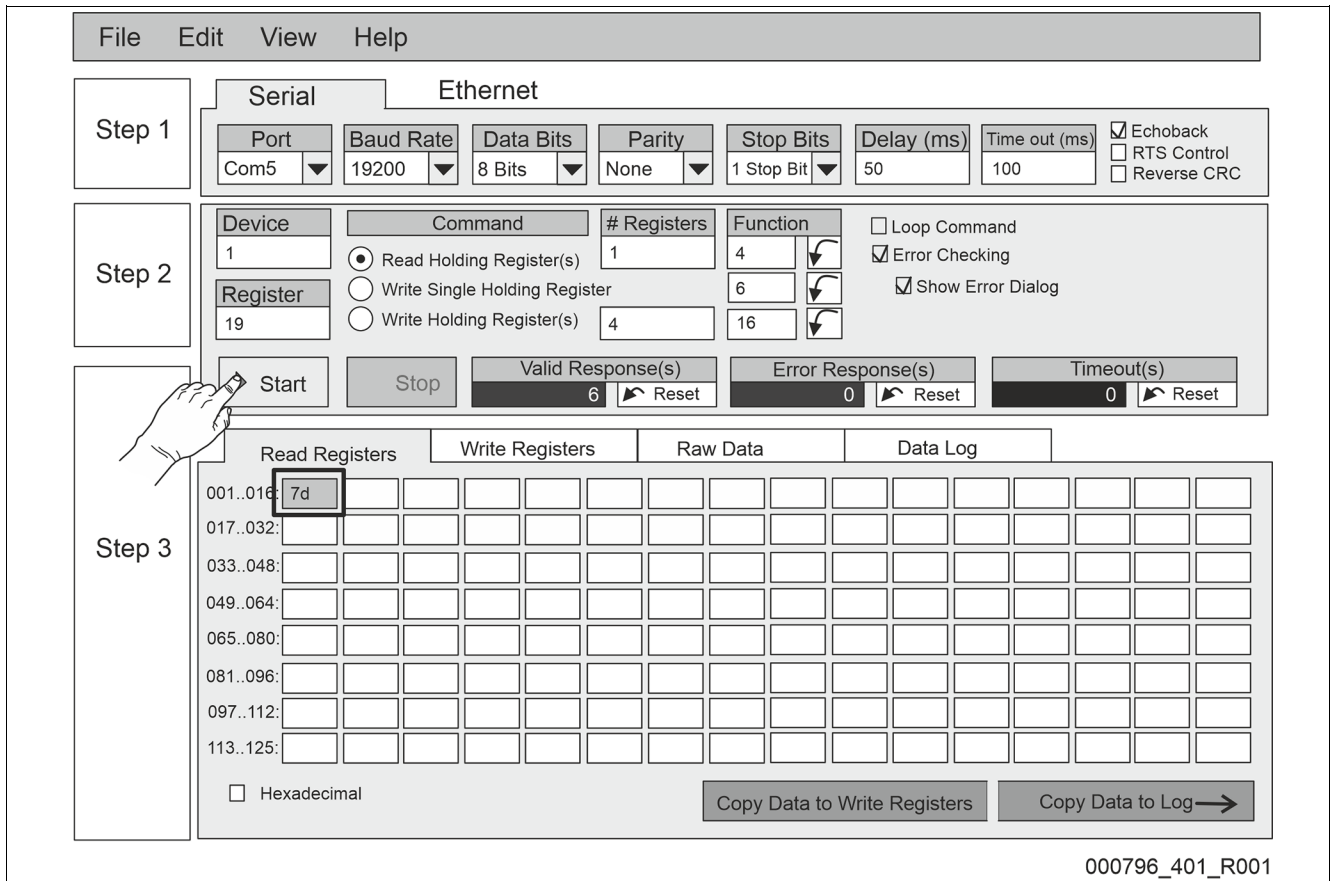 File Edit View Help
Serial Ethernet
Step 1
Port Baud Rate Data Bits Parity Stop Bits Delay (ms) Time out (ms)
Com5 19200 8 Bits None 1 Stop Bit 50 100
Echoback
RTS Control
Reverse CRC
Step 2
Device Command # Registers Function
1 Read Holding Register(s) 1 4
Register Write Single Holding Register 6
19 Write Holding Register(s) 4 16
Loop Command
Error Checking
Show Error Dialog
Step 3
Start Stop Valid Response(s) Error Response(s) Timeout(s)
6 Reset 0 Reset 0 Reset
Read Registers Write Registers Raw Data Data Log
001..016: 7d
017..032:
033..048:
049..064:
065..080:
081..096:
097..112:
113..125:
Hexadecimal Copy Data to Write Registers Copy Data to Log
000796_401_R001